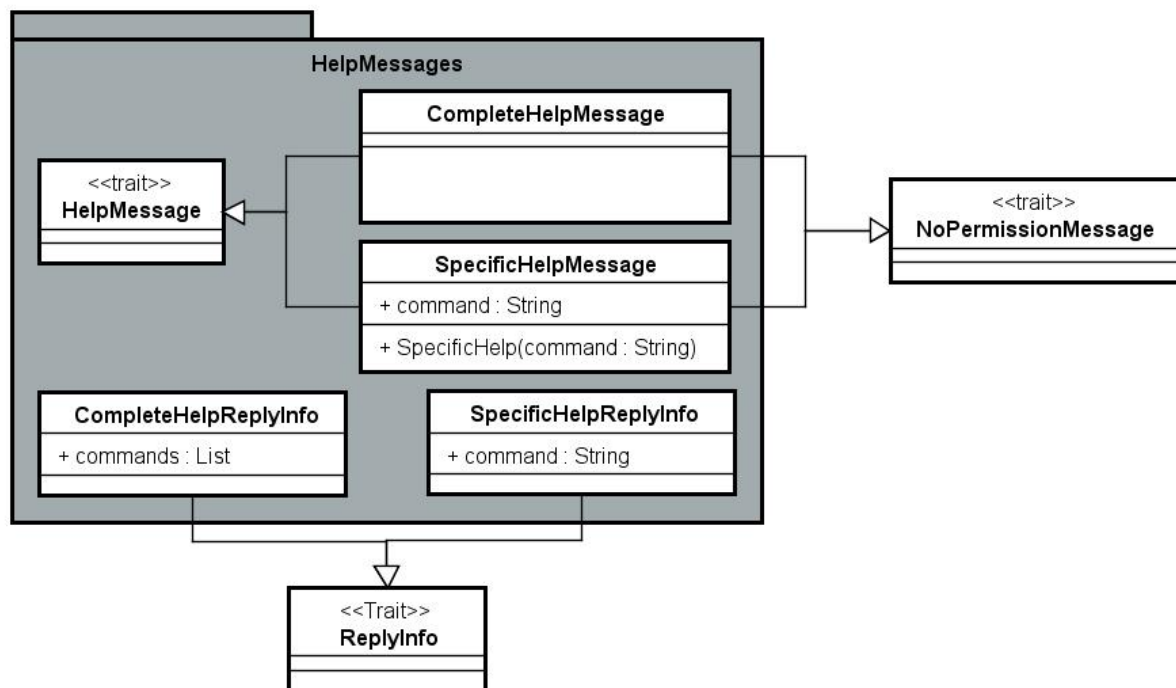 HelpMessages
CompleteHelpMessage
<<trait>>
HelpMessage
<<trait>>
NoPermissionMessage
SpecificHelpMessage
+ command : String
+ SpecificHelp(command : String)
CompleteHelpReplyInfo
+ commands : List
SpecificHelpReplyInfo
+ command : String
<<Trait>>
ReplyInfo